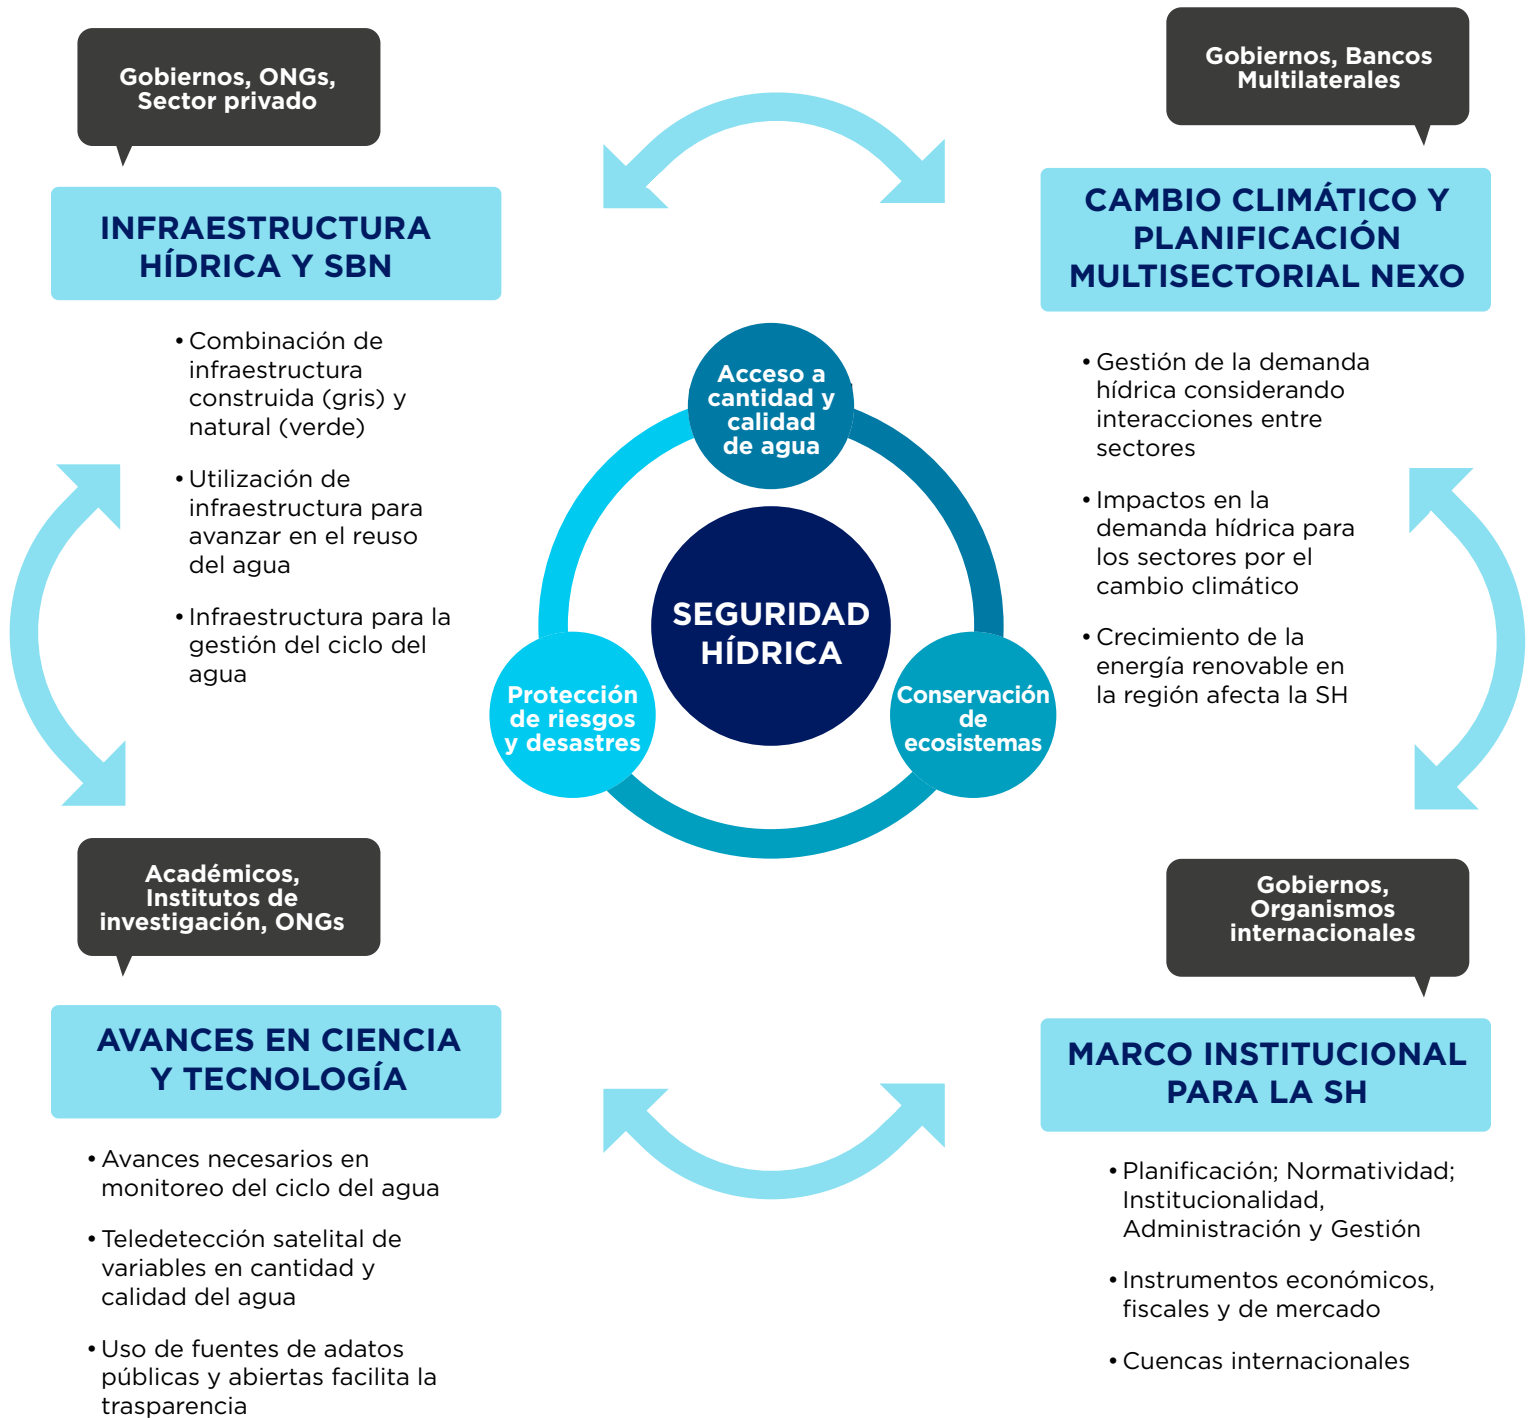 Gobiernos, ONGs,
Sector privado
INFRAESTRUCTURA
HÍDRICA Y SBN
• Combinación de
infraestructura
construida (gris) y
natural (verde)
• Utilización de
infraestructura para
avanzar en el reuso
del agua
• Infraestructura para la
gestión del ciclo del
agua
Gobiernos, Bancos
Multilaterales
CAMBIO CLIMÁTICO Y
PLANIFICACIÓN
MULTISECTORIAL NEXO
• Gestión de la demanda
hídrica considerando
interacciones entre
sectores
• Impactos en la
demanda hídrica para
los sectores por el
cambio climático
• Crecimiento de la
energía renovable en
la región afecta la SH
Acceso a
cantidad y
calidad
de agua
SEGURIDAD
HÍDRICA
Protección
de riesgos
y desastres
Conservación
de
ecosistemas
Académicos,
Institutos de
investigación, ONGs
AVANCES EN CIENCIA
Y TECNOLOGÍA
• Avances necesarios en
monitoreo del ciclo del agua
• Teledetección satelital de
variables en cantidad y
calidad del agua
• Uso de fuentes de adatos
públicas y abiertas facilita la
trasparencia
Gobiernos,
Organismos
internacionales
MARCO INSTITUCIONAL
PARA LA SH
• Planificación; Normatividad;
Institucionalidad,
Administración y Gestión
• Instrumentos económicos,
fiscales y de mercado
• Cuencas internacionales